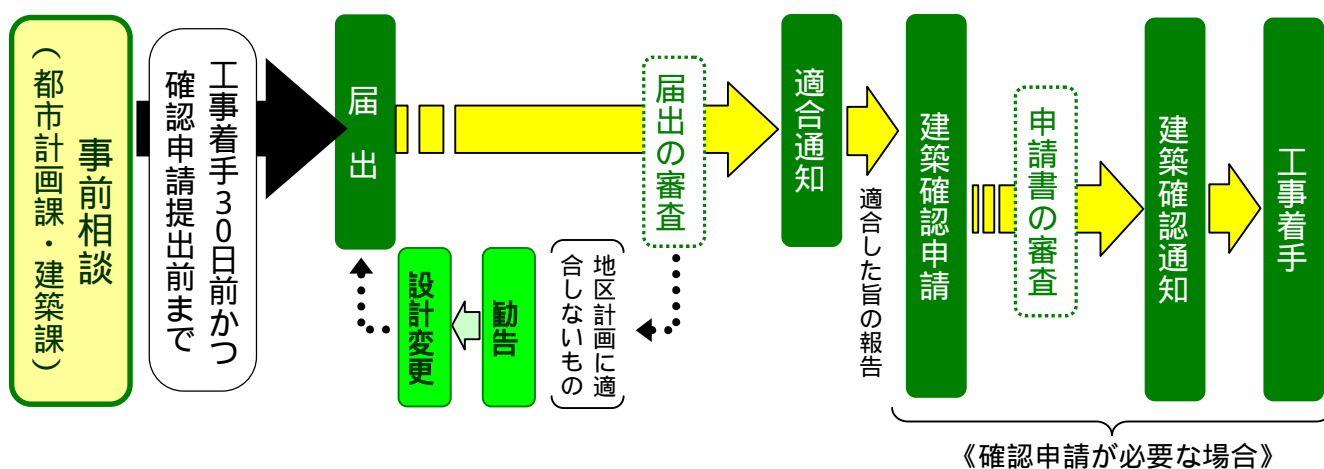 事前相談
（都市計画課・建築課）
工事着手30日前かつ
確認申請提出前まで
届出
届出の審査
適合通知
適合した旨の報告
建築確認申請
申請書の審査
建築確認通知
工事着手
地区計画に適
合しないもの
勧告
設計変更
《確認申請が必要な場合》